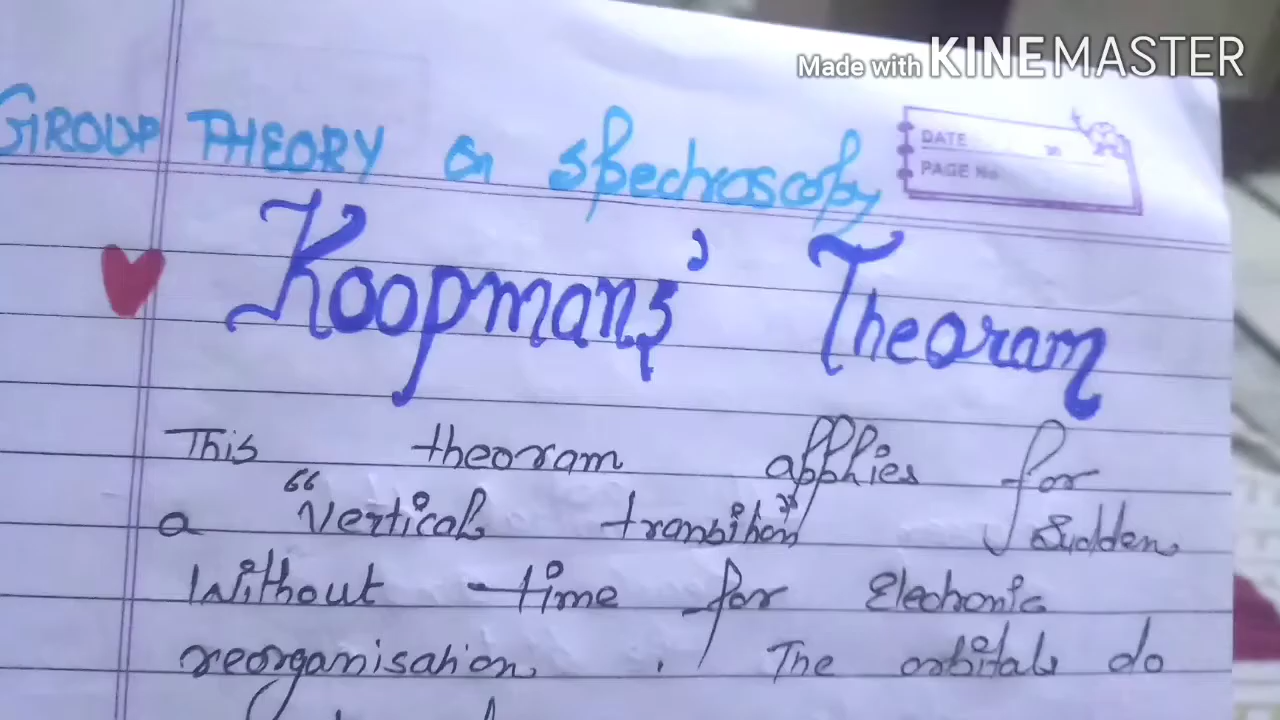 Made with KINEMASTER
GROUP THEORY on spectroscopy
DATE
PAGE No
Koopmans' Theoram
This theoram applies for
a "Vertical transition" Sudden,
Without time for Electronic
reorganisation. The orbitals do